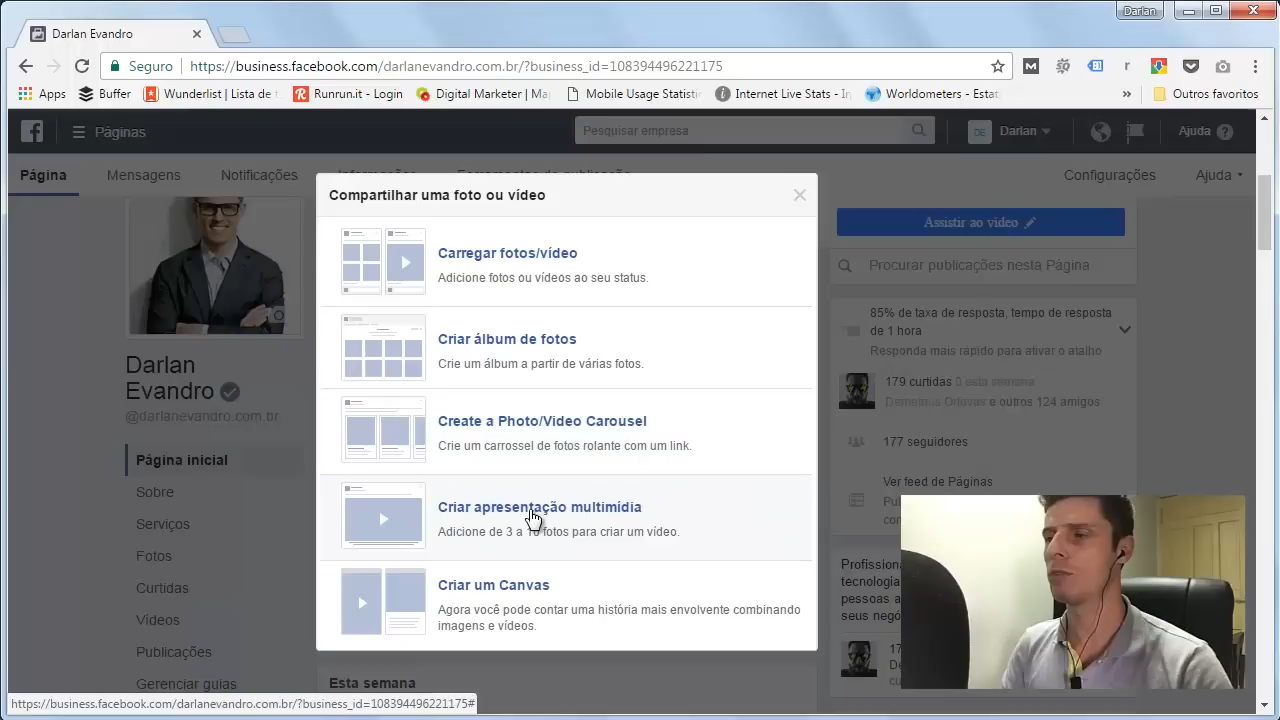 Darlan
Darlan Evandro
Seguro
https://business.facebook.com/darlanevandro.com.br/?business_id=108394496221175
Apps
Buffer
Wunderlist | Lista de
Runrun.it - Login
Digital Marketer | Ma
Mobile Usage Statisti
Internet Live Stats - In
Worldometers - Estat
»
Outros favoritos
Páginas
Pesquisar empresa
DE
Darlan
Ajuda
Página
Mensagens
Notificações
Configurações
Ajuda
Compartilhar uma foto ou vídeo
Carregar fotos/vídeo
Adicione fotos ou vídeos ao seu status.
Criar álbum de fotos
Crie um álbum a partir de várias fotos.
Create a Photo/Video Carousel
Crie um carrossel de fotos rolante com um link.
Criar apresentação multimídia
Adicione de 3 a 10 fotos para criar um vídeo.
Criar um Canvas
Agora você pode contar uma história mais envolvente combinando
imagens e vídeos.
Darlan
Evandro
@darlanevandro.com.br
Página inicial
Sobre
Serviços
Fotos
Curtidas
Vídeos
Publicações
Gerenciar guias
Esta semana
Assistir ao vídeo
Procurar publicações nesta Página
85% de taxa de resposta, tempo de resposta
de 1 hora
Responda mais rápido para ativar o atalho
179 curtidas 0 esta semana
e outros 124 amigos
177 seguidores
Ver feed de Páginas
https://business.facebook.com/darlanevandro.com.br/?business_id=108394496221175#